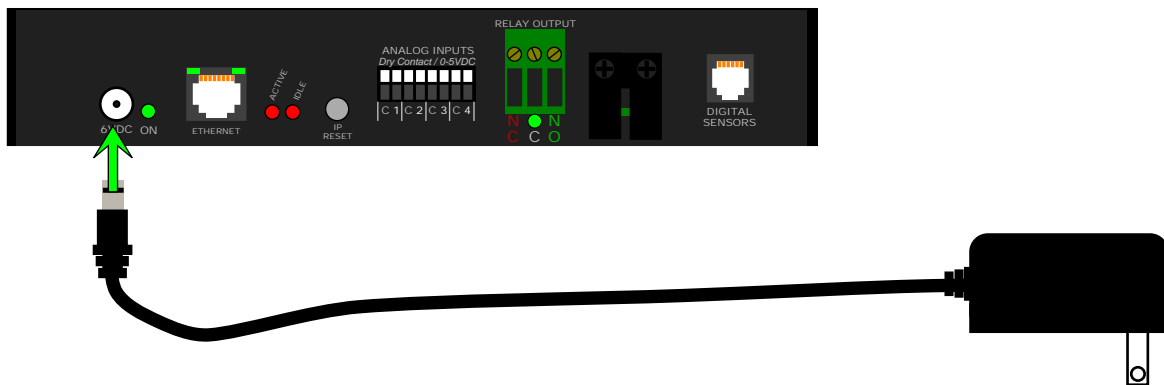 RELAY OUTPUT
ANALOG INPUTS
Dry Contact / 0-5VDC
ACTIVE
IDLE
6VDC
ON
ETHERNET
IP
RESET
C 1 C 2 C 3 C 4
N N
C C O
DIGITAL
SENSORS